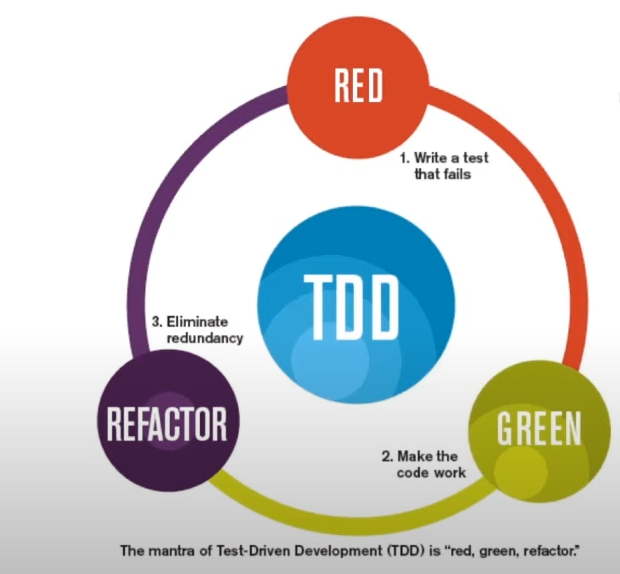 RED
1. Write a test
that fails
TDD
3. Eliminate
redundancy
REFACTOR
GREEN
2. Make the
code work
The mantra of Test-Driven Development (TDD) is “red, green, refactor.”